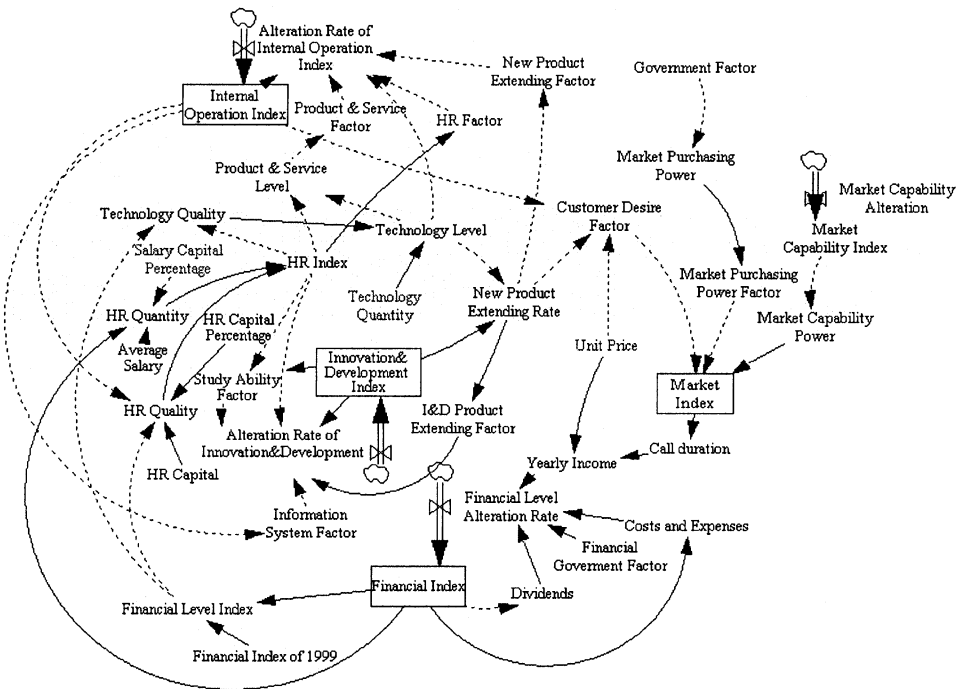 Alteration Rate of
Internal Operation
Index
New Product
Extending Factor
Government Factor
Internal
Operation Index
Product & Service
Factor
HR Factor
Market Purchasing
Power
Product & Service
Level
Market Capability
Alteration
Technology Quality
Technology Level
Customer Desire
Factor
Market
Capability Index
Salary Capital
Percentage
HR Index
Market Purchasing
Power Factor
Technology
Quantity
New Product
Extending Rate
HR Quantity
HR Capital
Percentage
Market Capability
Power
Average
Salary
Unit Price
Innovation&
Development
Index
Study Ability
Factor
Market
Index
HR Quality
I&D Product
Extending Factor
Alteration Rate of
Innovation&Development
Call duration
HR Capital
Yearly Income
Financial Level
Alteration Rate
Information
System Factor
Costs and Expenses
Financial
Goverment Factor
Financial Index
Dividends
Financial Level Index
Financial Index of 1999